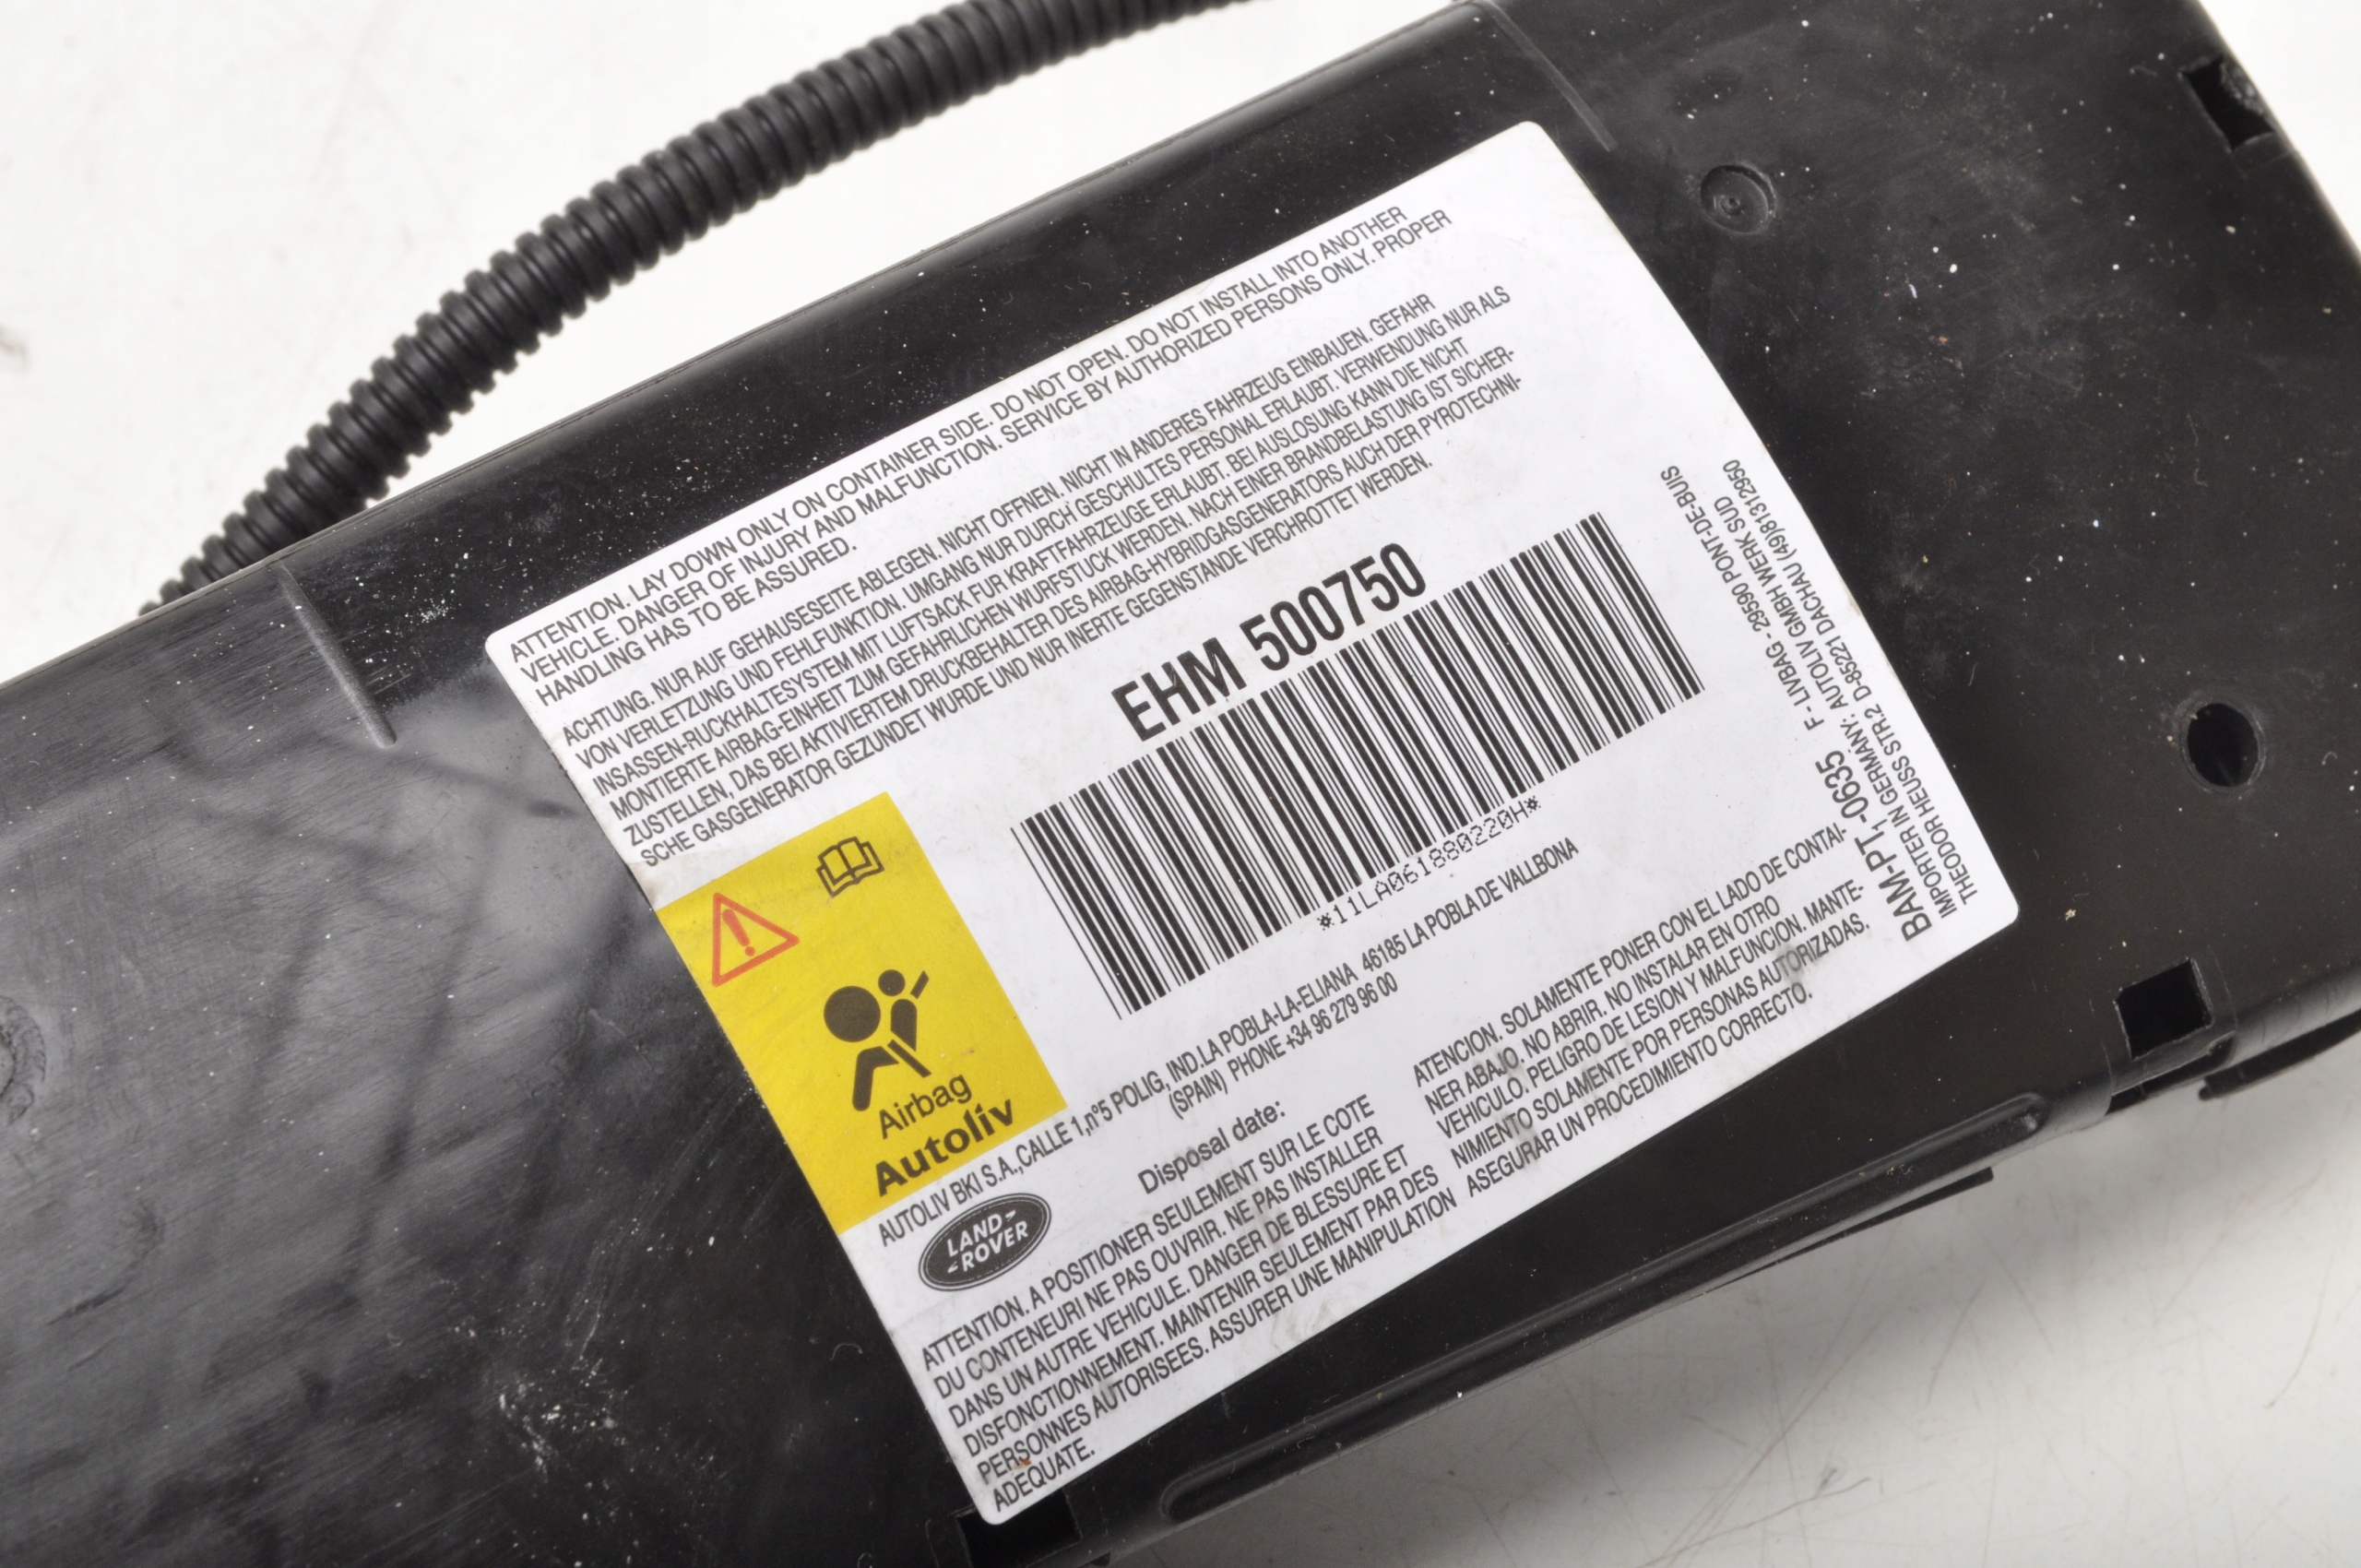 ATTENTION. LAY DOWN ONLY ON CONTAINER SIDE. DO NOT OPEN. DO NOT INSTALL INTO ANOTHER
VEHICLE. DANGER OF INJURY AND MALFUNCTION. SERVICE BY AUTHORIZED PERSONS ONLY. PROPER
HANDLING HAS TO BE ASSURED.
ACHTUNG. NUR AUF GEHAUSESEITE ABLEGEN. NICHT OFFNEN. NICHT IN ANDERES FAHRZEUG EINBAUEN. GEFAHR
VON VERLETZUNG UND FEHLFUNKTION. UMGANG NUR DURCH GESCHULTES PERSONAL ERLAUBT. VERWENDUNG NUR ALS
INSASSEN-RUCKHALTESYSTEM MIT LUFTSACK FUR KRAFTFAHRZEUGE ERLAUBT. BEI AUSLOSUNG KANN DIE NICHT
MONTIERTE AIRBAG-EINHEIT ZUM GEFAHRLICHEN WURFSTUCK WERDEN. NACH EINER BRANDBELASTUNG IST SICHER-
ZUSTELLEN, DAS BEI AKTIVIERTEM DRUCKBEHALTER DES AIRBAG-HYBRIDGASGENERATORS AUCH DER PYROTECHNI-
SCHE GASGENERATOR GEZUNDET WURDE UND NUR INERTE GEGENSTANDE VERCHROTTET WERDEN.
EHM 500750
*11LA061880220H*
Airbag
Autoliv
AUTOLIV BKI S.A.,CALLE 1,nº5 POLIG, IND.LA POBLA-LA-ELIANA 46185 LA POBLA DE VALLBONA
(SPAIN) PHONE +34 96 279 96 00
Disposal date:
LAND
ROVER
ATTENTION. A POSITIONER SEULEMENT SUR LE COTE
DU CONTENEURI NE PAS OUVRIR. NE PAS INSTALLER
DANS UN AUTRE VEHICULE. DANGER DE BLESSURE ET
DISFONCTIONNEMENT. MAINTENIR SEULEMENT PAR DES
PERSONNES AUTORISEES. ASSURER UNE MANIPULATION
ADEQUATE.
ATENCION. SOLAMENTE PONER CON EL LADO DE CONTAI-
NER ABAJO. NO ABRIR. NO INSTALAR EN OTRO
VEHICULO. PELIGRO DE LESION Y MALFUNCION. MANTE-
NIMIENTO SOLAMENTE POR PERSONAS AUTORIZADAS.
ASEGURAR UN PROCEDIMIENTO CORRECTO.
F - LIVBAG - 29590 PONT-DE-BUIS
BAM-PT1-0635
IMPORTER IN GERMANY: AUTOLIV GMBH WERK SUD
THEODOR HEUSS STR.2 D-85221 DACHAU (49)81312950